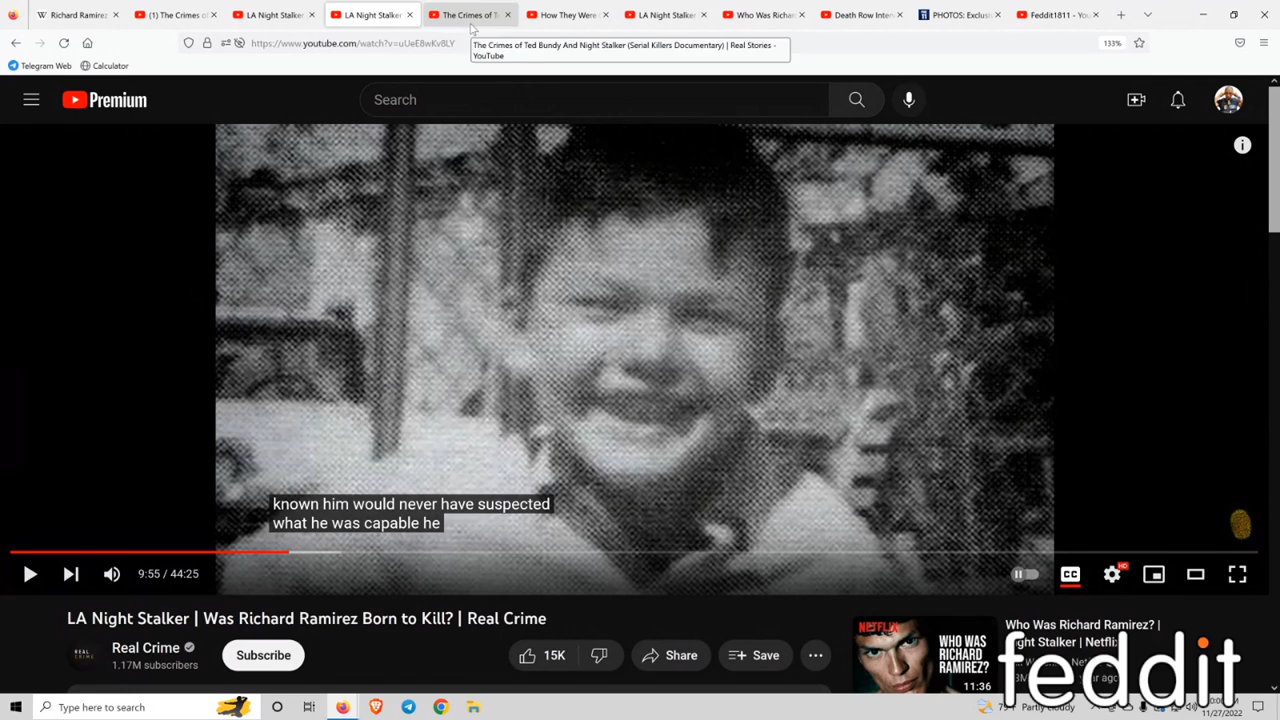 Richard Ramirez
(1) The Crimes of
LA Night Stalker
LA Night Stalker
The Crimes of T
How They Were
LA Night Stalker
Who Was Richar
Death Row Inter
PHOTOS: Exclusi
Feddit1811 - You
https://www.youtube.com/watch?v=uUeE8wKv8LY
133%
The Crimes of Ted Bundy And Night Stalker (Serial Killers Documentary) | Real Stories -
YouTube
Telegram Web
Calculator
Premium
Search
known him would never have suspected
what he was capable he
9:55 / 44:25
CC
HD
LA Night Stalker | Was Richard Ramirez Born to Kill? | Real Crime
REAL
CRIME
Real Crime
1.17M subscribers
Subscribe
15K
Share
Save
NETFLIX
WHO WAS
RICHARD
RAMIREZ?
11:36
Who Was Richard Ramirez? |
feddit
Type here to search
Partly cloudy
11/27/2022